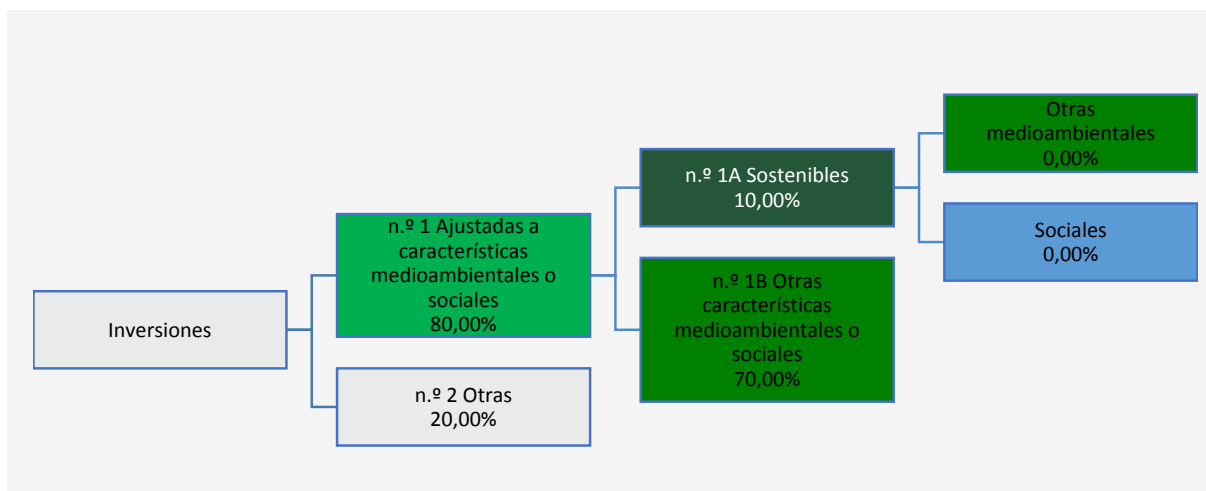 Inversiones
n.º 1 Ajustadas a
características
medioambientales o
sociales
80,00%
n.º 2 Otras
20,00%
n.º 1A Sostenibles
10,00%
n.º 1B Otras
características
medioambientales o
sociales
70,00%
Otras
medioambientales
0,00%
Sociales
0,00%